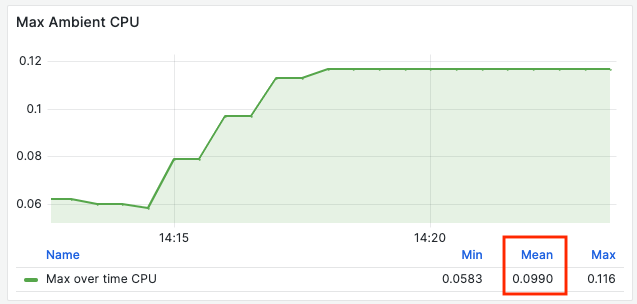 Max Ambient CPU
0.12
0.1
0.08
0.06
14:15 14:20
Name Min Mean Max
Max over time CPU 0.0583 0.0990 0.116